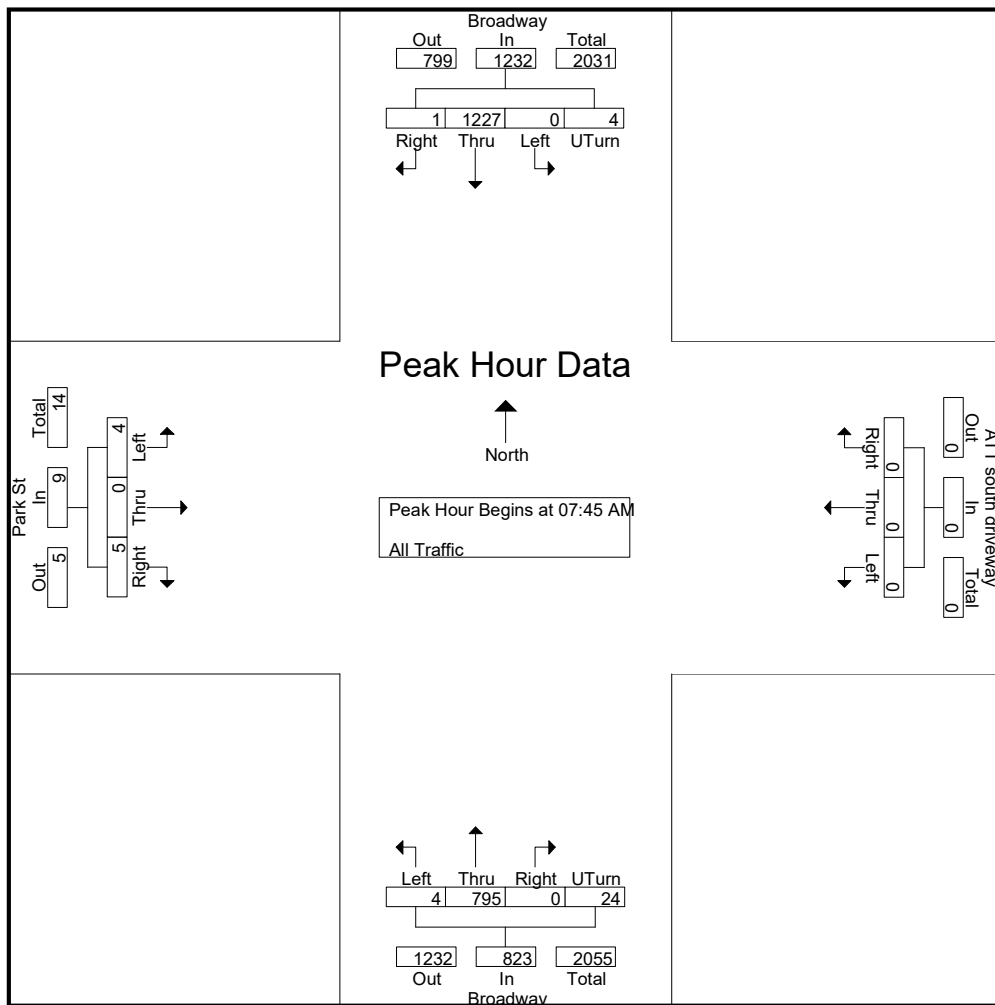 Broadway
Out In Total
799 1232 2031
1 1227 0 4
Right Thru Left UTurn
Peak Hour Data
North
Peak Hour Begins at 07:45 AM
All Traffic
Park St
Total In Out
14 9 5
4 0 5
Left Thru Right
ATT south driveway
Out In Total
0 0 0
0 0 0
Right Thru Left
Left Thru Right UTurn
4 795 0 24
1232 823 2055
Out In Total
Broadway